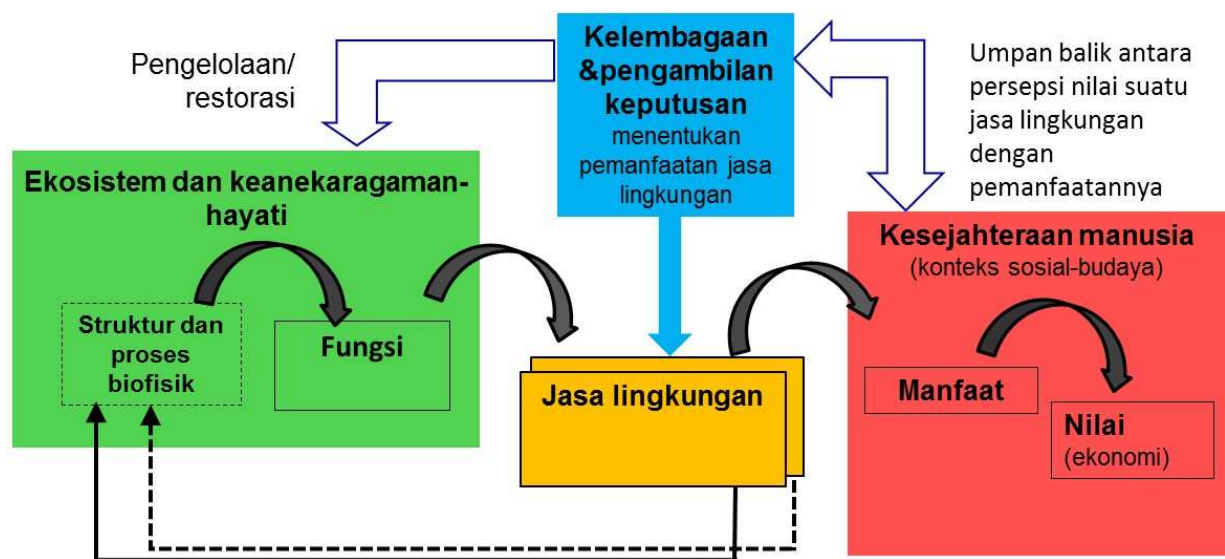 Pengelolaan/
restorasi
Kelembagaan
&pengambilan
keputusan
menentukan
pemanfaatan jasa
lingkungan
Umpan balik antara
persepsi nilai suatu
jasa lingkungan
dengan
pemanfaatannya
Ekosistem dan keanekaragaman-
hayati
Struktur dan
proses
biofisik
Fungsi
Jasa lingkungan
Kesejahteraan manusia
(konteks sosial-budaya)
Manfaat
Nilai
(ekonomi)